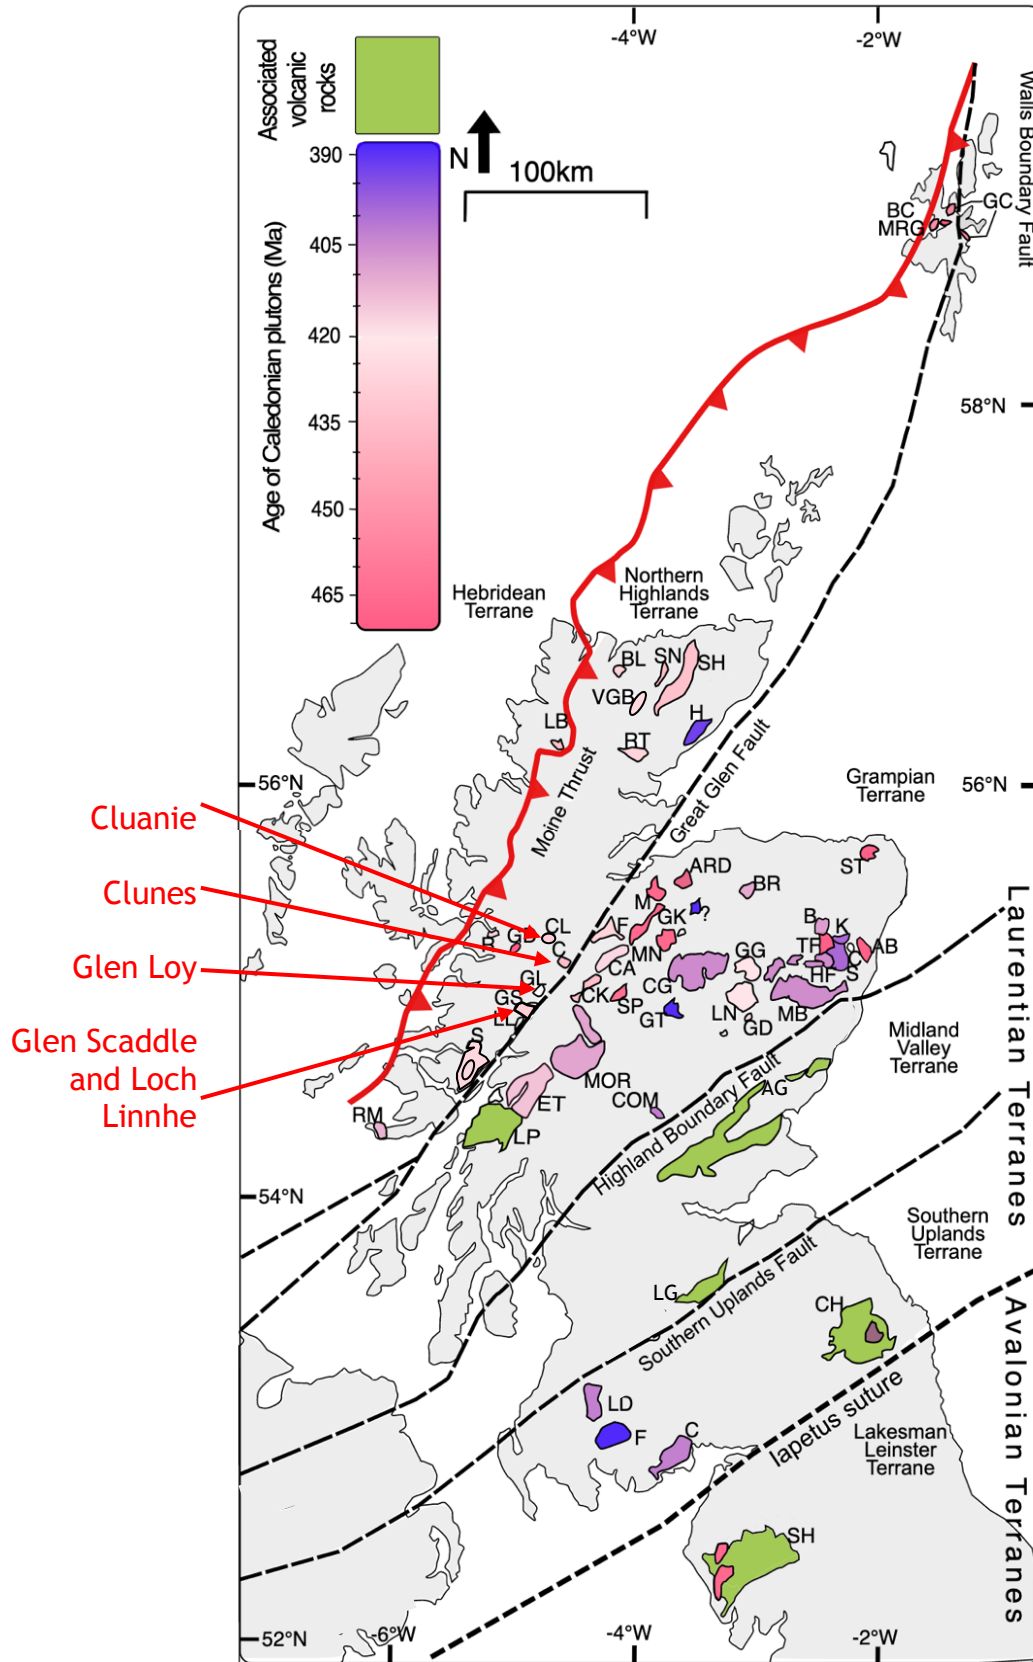 -4°W
-2°W
Associated
volcanic
rocks
N
100km
Age of Caledonian plutons (Ma)
390
405
420
435
450
465
Walls Boundary Fault
GC
BC
MRG
58°N
Hebridean
Terrane
Northern
Highlands
Terrane
BL
SN
SH
VGB
H
LB
RT
Moine Thrust
Great Glen Fault
56°N
Grampian
Terrane
56°N
Cluanie
Clunes
Glen Loy
Glen Scaddle
and Loch
Linnhe
ST
ARD
BR
M
GK
?
CL
F
B
K
R
GD
C
MN
GG
TF
AB
CA
HF
S
GL
CK
CG
GS
SP
GT
LN
MB
LL
GD
S
MOR
ET
COM
AG
RM
LP
Highland Boundary Fault
Midland
Valley
Terrane
Laurentian Terranes
54°N
Southern
Uplands
Terrane
LG
Southern Uplands Fault
CH
Iapetus suture
LD
F
C
Lakesman
Leinster
Terrane
Avalonian Terranes
SH
52°N
-6°W
-4°W
-2°W